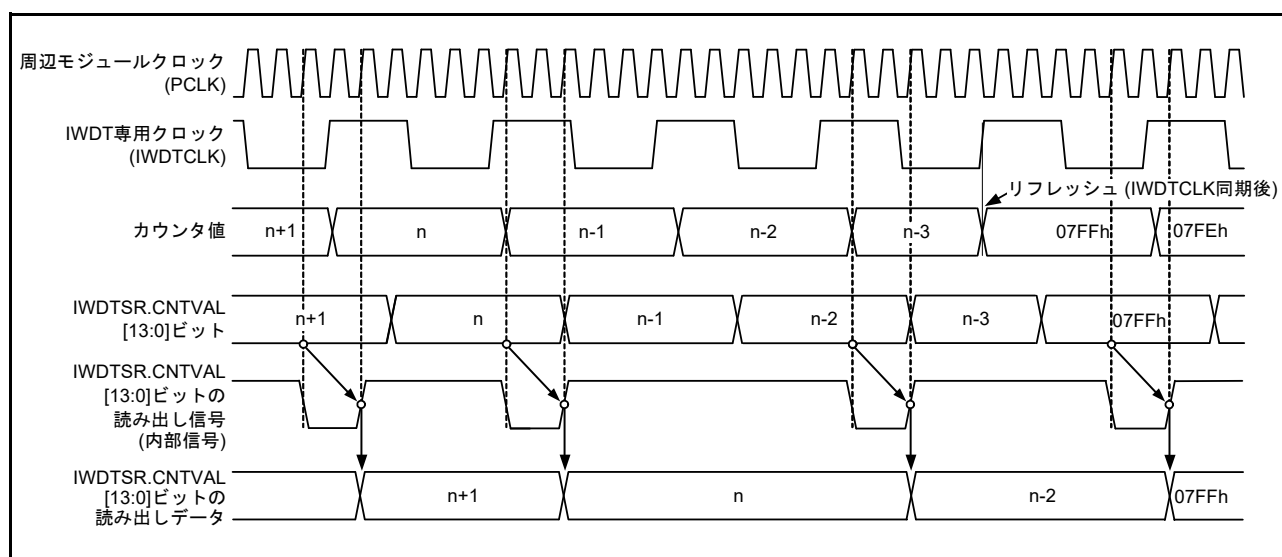 周辺モジュールクロック
(PCLK)
IWDT専用クロック
(IWDTCLK)
リフレッシュ (IWDTCLK同期後)
カウンタ値
n+1
n
n-1
n-2
n-3
07FFh
07FEh
IWDTSR.CNTVAL
[13:0]ビット
n+1
n
n-1
n-2
n-3
07FFh
IWDTSR.CNTVAL
[13:0]ビットの
読み出し信号
(内部信号)
IWDTSR.CNTVAL
[13:0]ビットの
読み出しデータ
n+1
n
n-2
07FFh